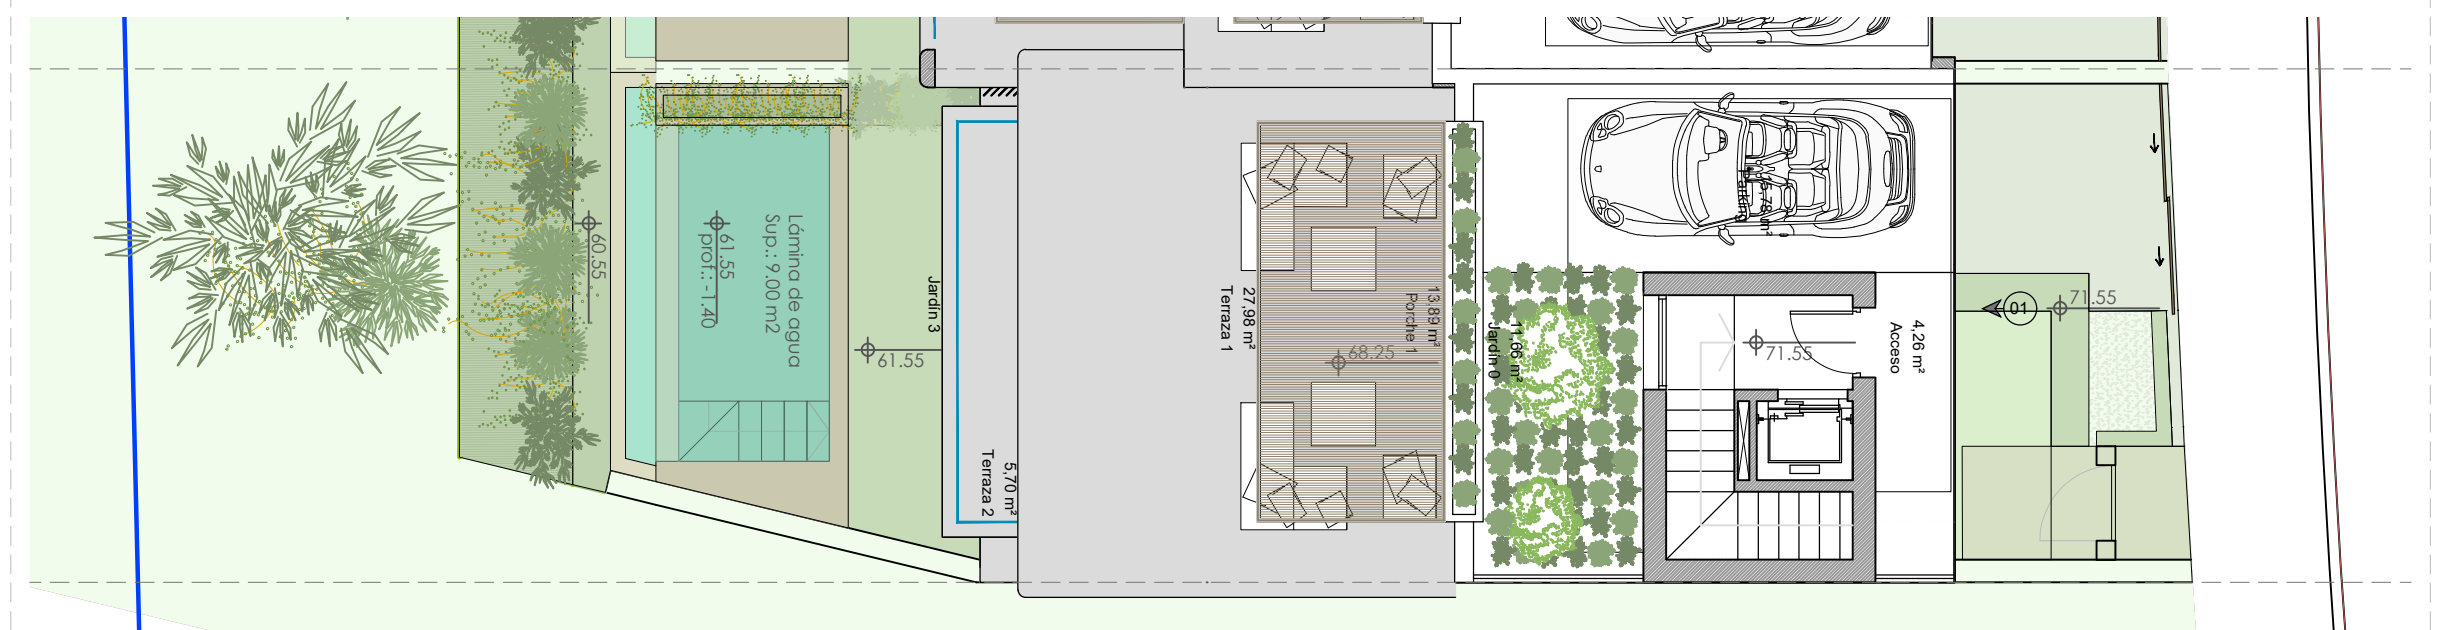 60.55
61.55
prof.: -1.40
Lámina de agua
Sup.: 9.00 m2
61.55
Jardín 3
5,70 m²
Terraza 2
27,98 m²
Terraza 1
13,89 m²
Porche 1
68.25
11,66 m²
Jardín 0
71.55
4,26 m²
Acceso
01
71.55